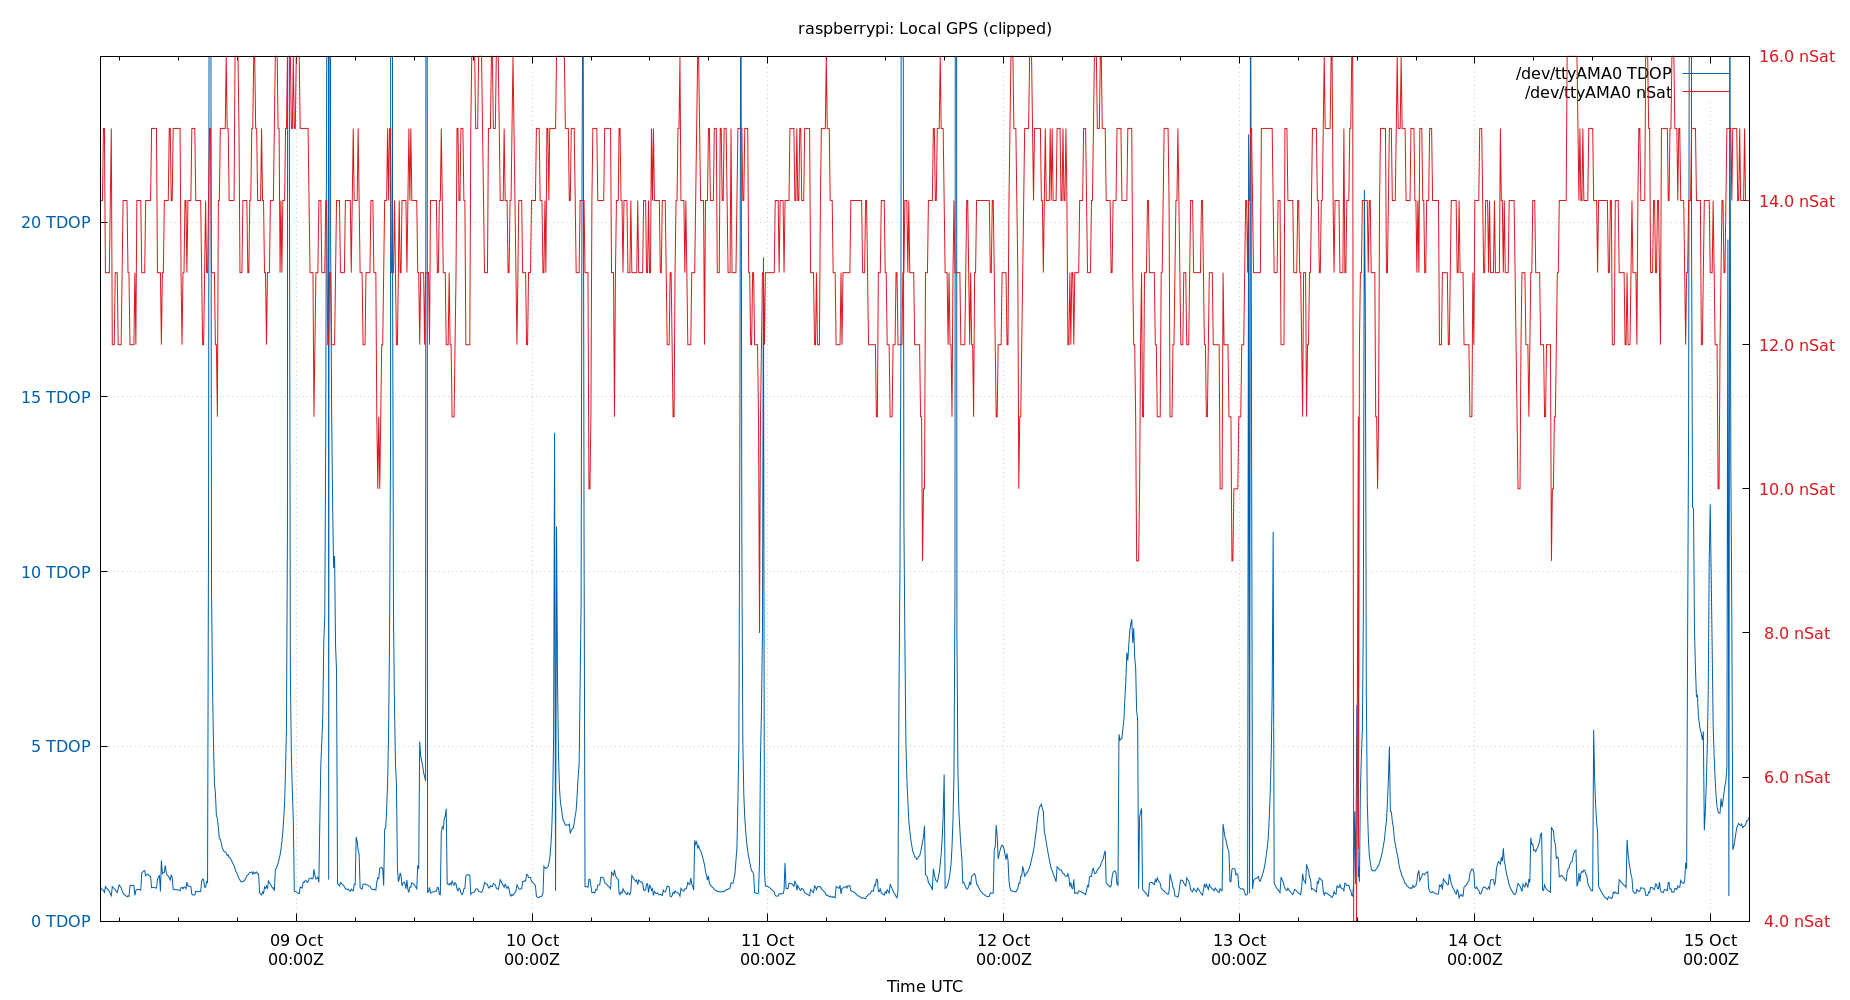 raspberrypi: Local GPS (clipped)
/dev/ttyAMA0 TDOP
/dev/ttyAMA0 nSat
20 TDOP
15 TDOP
10 TDOP
5 TDOP
0 TDOP
16.0 nSat
14.0 nSat
12.0 nSat
10.0 nSat
8.0 nSat
6.0 nSat
4.0 nSat
09 Oct
00:00Z
10 Oct
00:00Z
11 Oct
00:00Z
12 Oct
00:00Z
13 Oct
00:00Z
14 Oct
00:00Z
15 Oct
00:00Z
Time UTC